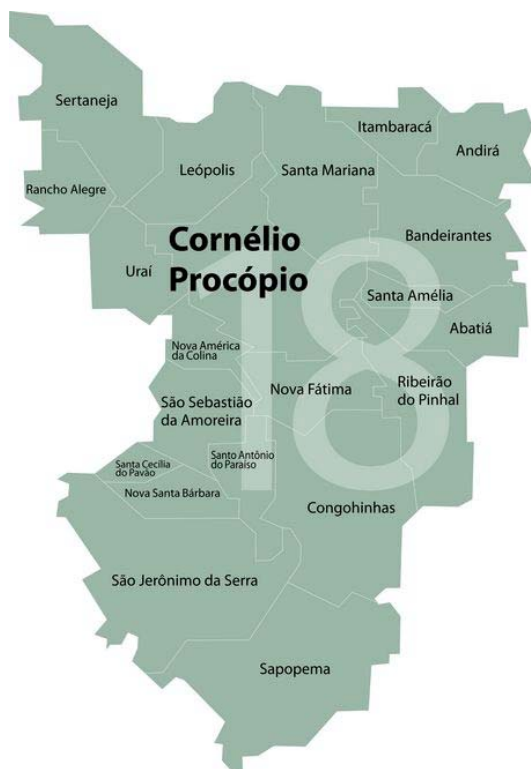 Sertaneja
Itambaracá
Andirá
Leópolis
Santa Mariana
Rancho Alegre
Cornélio
Procópio
Bandeirantes
Uraí
18
Santa Amélia
Abatiá
Nova América
da Colina
Nova Fátima
Ribeirão
do Pinhal
São Sebastião
da Amoreira
Santo Antônio
do Paraíso
Santa Cecília
do Pavão
Nova Santa Bárbara
Congohinhas
São Jerônimo da Serra
Sapopema